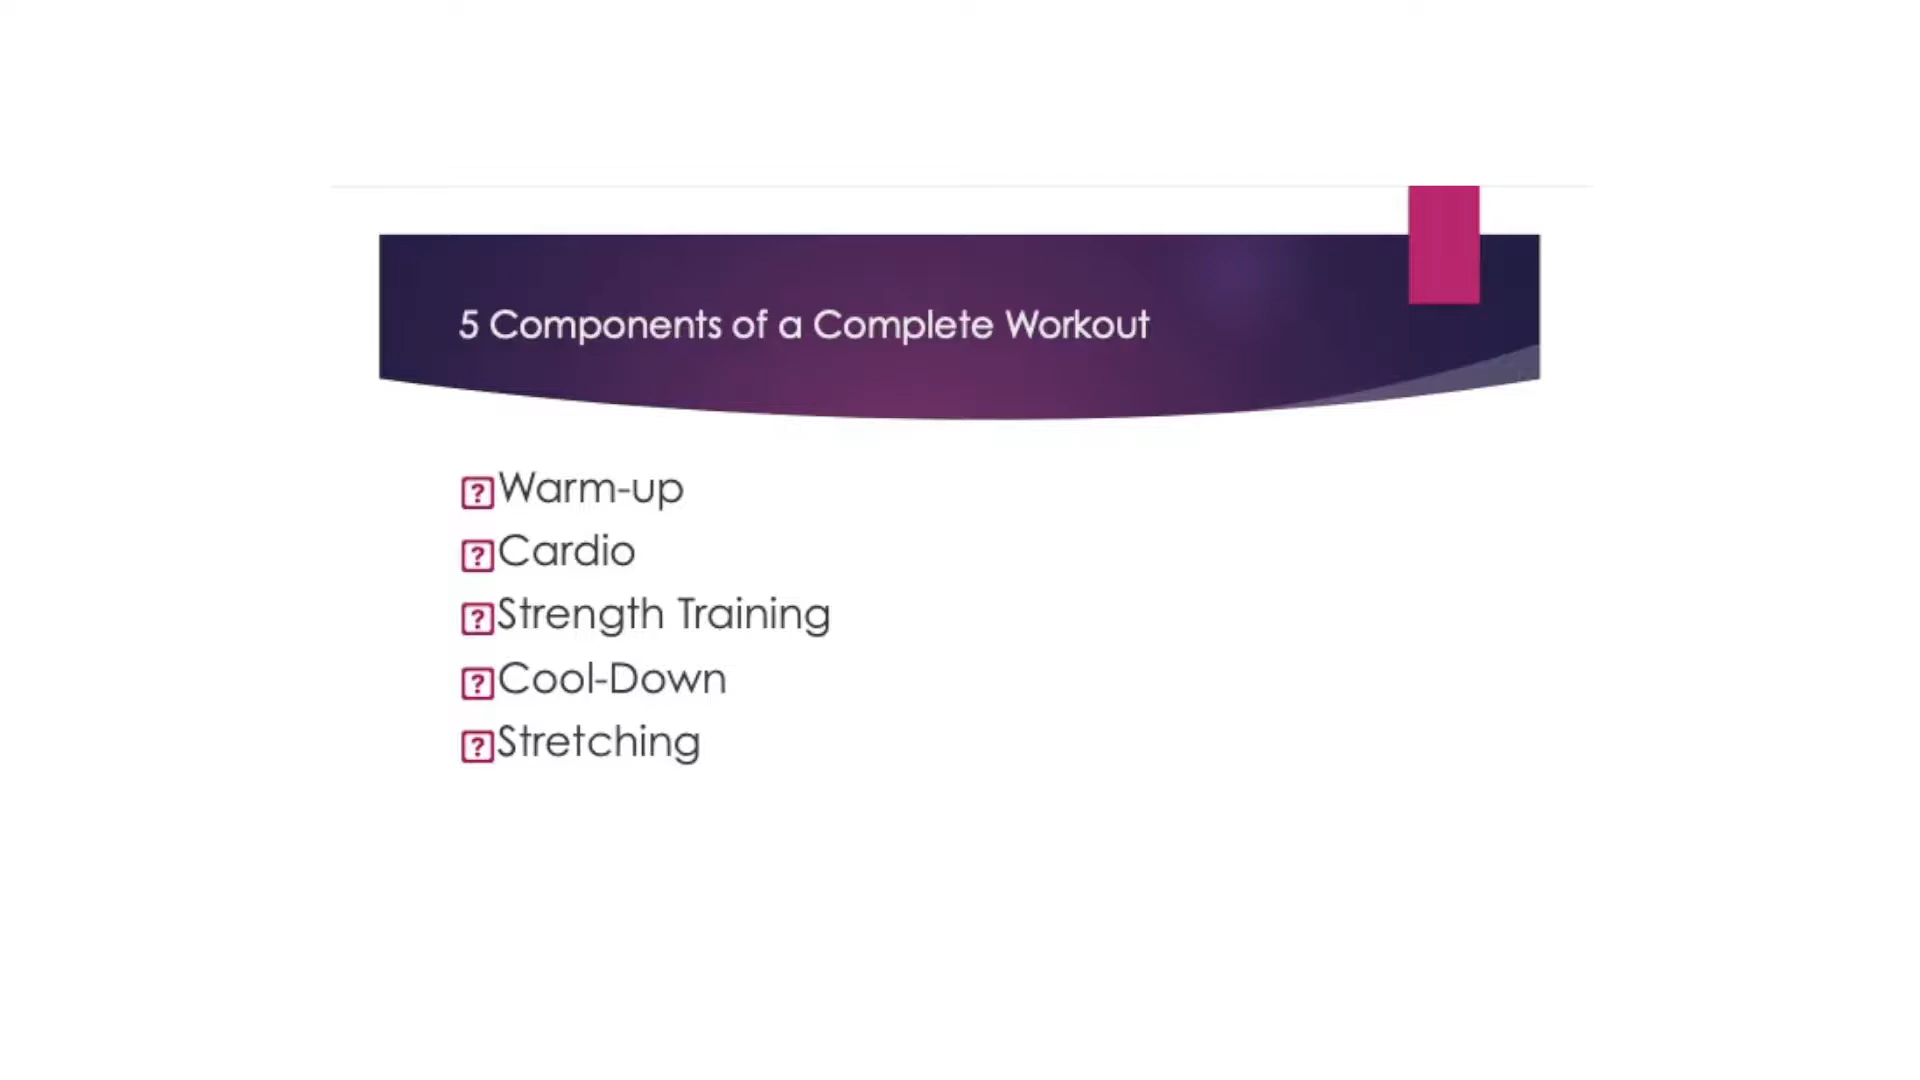 5 Components of a Complete Workout
Warm-up
Cardio
Strength Training
Cool-Down
Stretching